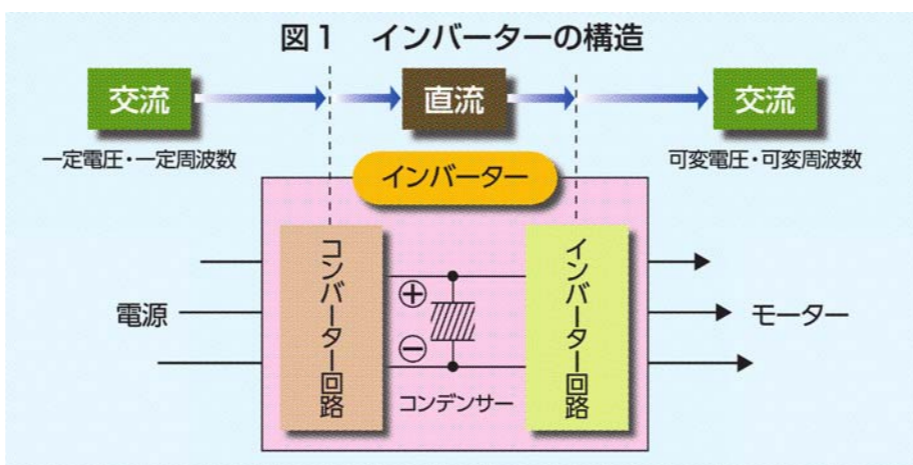 図1 インバーターの構造
交流
直流
交流
一定電圧・一定周波数
可変電圧・可変周波数
インバーター
電源
コンバーター回路
⊕
⊖
コンデンサー
インバーター回路
モーター